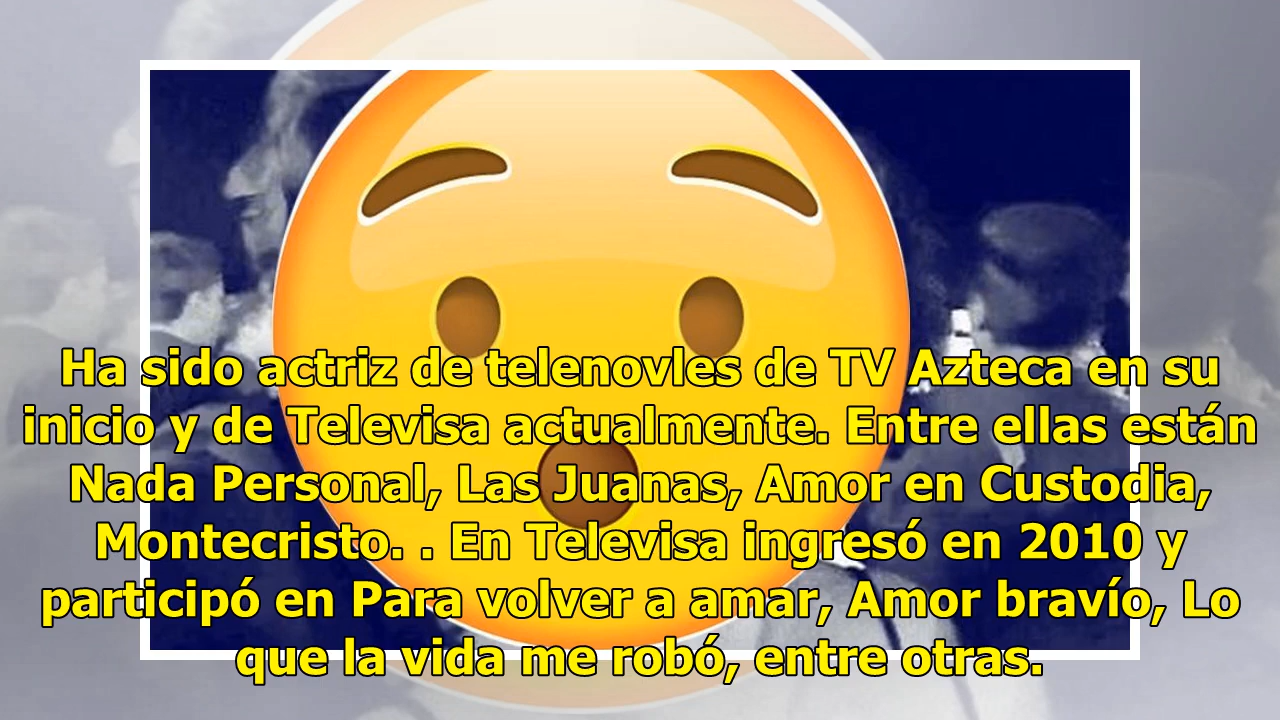 Ha sido actriz de telenovles de TV Azteca en su
inicio y de Televisa actualmente. Entre ellas están
Nada Personal, Las Juanas, Amor en Custodia,
Montecristo. . En Televisa ingresó en 2010 y
participó en Para volver a amar, Amor bravío, Lo
que la vida me robó, entre otras.